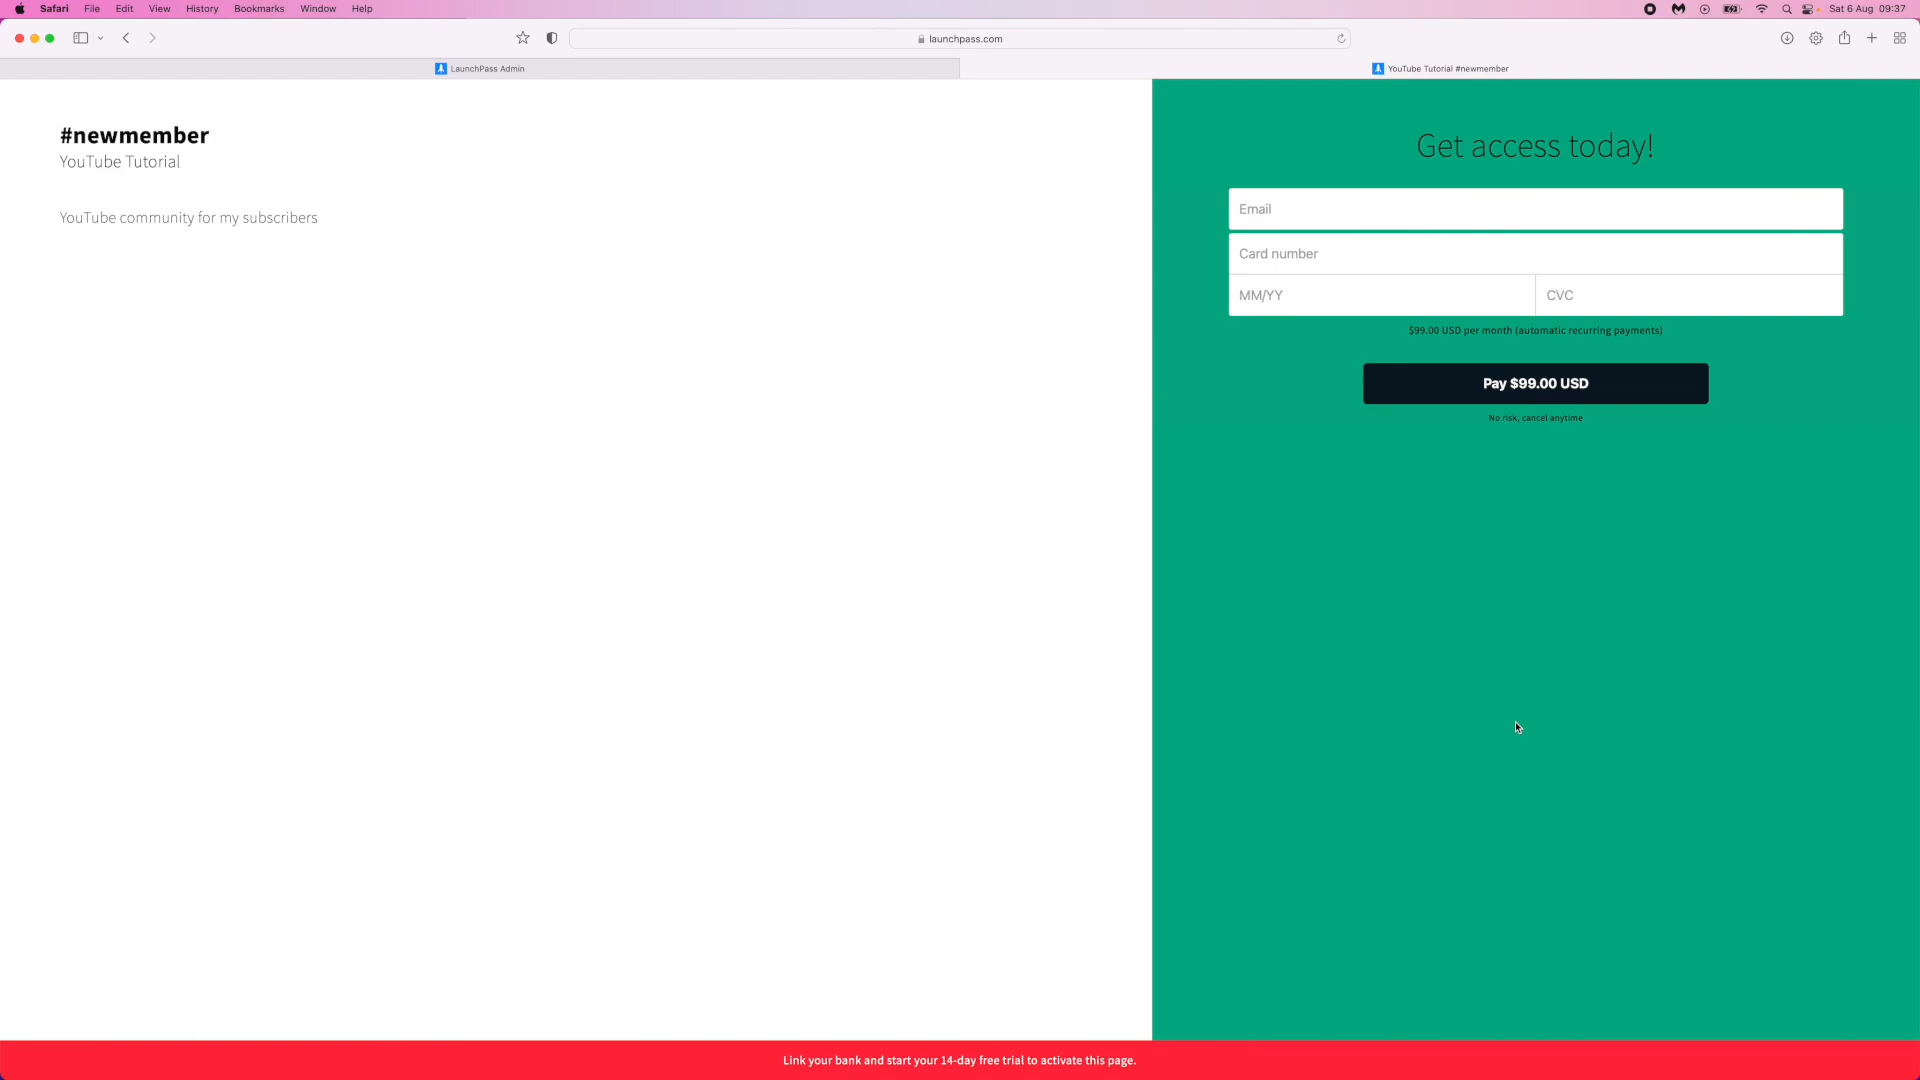 Safari File Edit View History Bookmarks Window Help
Sat 6 Aug 09:37
launchpass.com
LaunchPass Admin
YouTube Tutorial #newmember
#newmember
YouTube Tutorial
YouTube community for my subscribers
Get access today!
Email
Card number
MM/YY
CVC
$99.00 USD per month (automatic recurring payments)
Pay $99.00 USD
No risk, cancel anytime
Link your bank and start your 14-day free trial to activate this page.